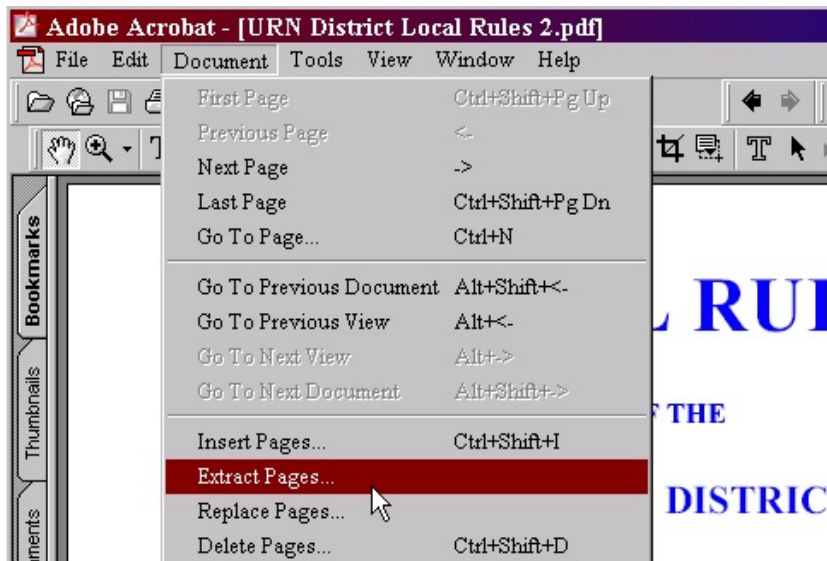 Adobe Acrobat - [URN District Local Rules 2.pdf]
File Edit Document Tools View Window Help
First Page Ctrl+Shift+Pg Up
Previous Page <-
Next Page ->
Last Page Ctrl+Shift+Pg Dn
Go To Page... Ctrl+N
Go To Previous Document Alt+Shift+<-
Go To Previous View Alt+<-
Go To Next View Alt+->
Go To Next Document Alt+Shift+->
Insert Pages... Ctrl+Shift+I
Extract Pages...
Replace Pages...
Delete Pages... Ctrl+Shift+D
Bookmarks
Thumbnails
L RU
THE
DISTRIC